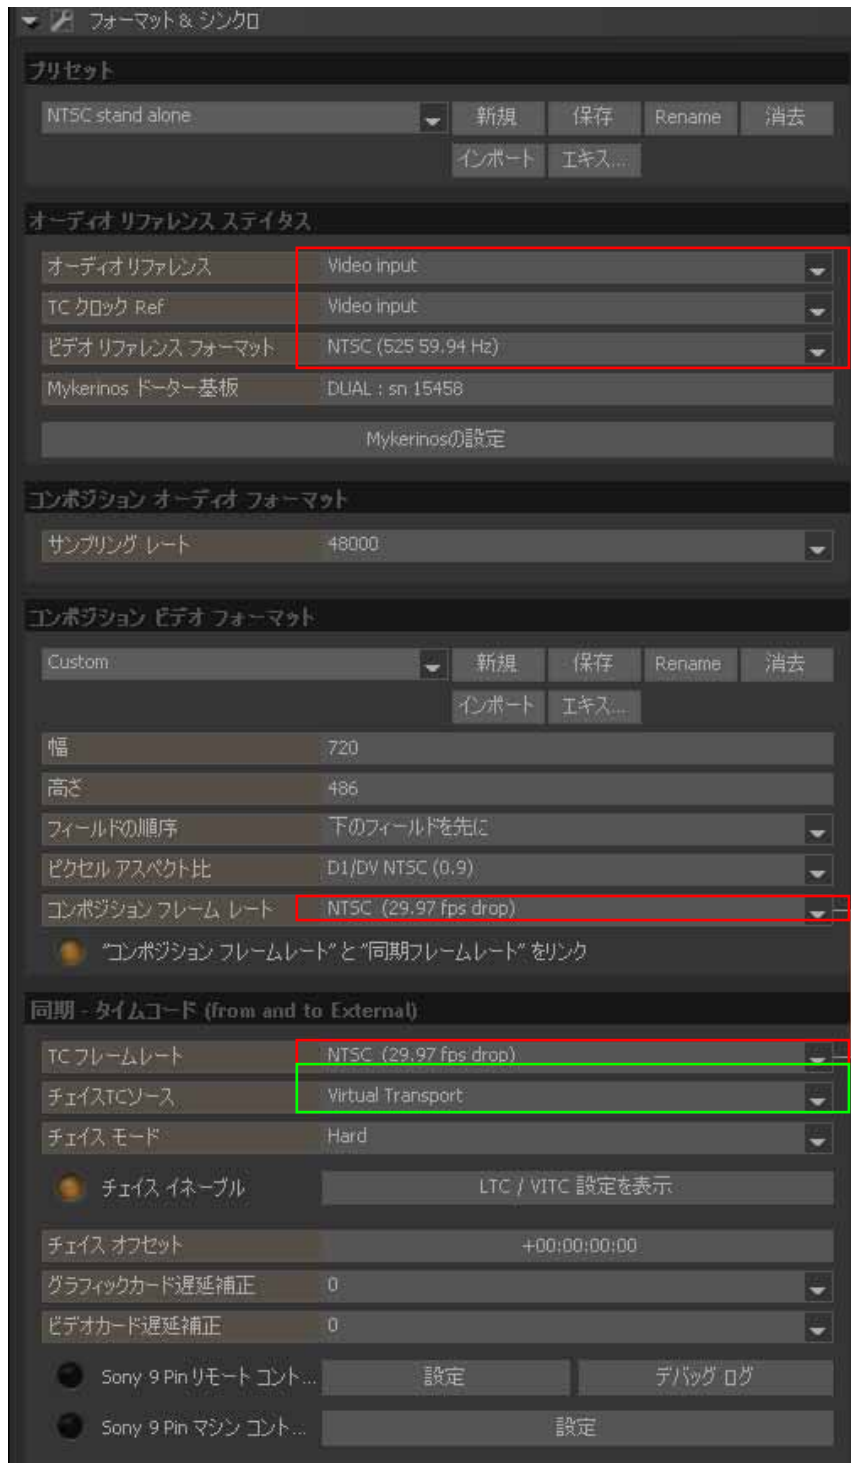 フォーマット & シンクロ
プリセット
NTSC stand alone 新規 保存 Rename 消去
インポート エキス...
オーディオ リファレンス ステイタス
オーディオ リファレンス Video input
TC クロック Ref Video input
ビデオ リファレンス フォーマット NTSC (525 59.94 Hz)
Mykerinos ドーター基板 DUAL : sn 15458
Mykerinosの設定
コンポジション オーディオ フォーマット
サンプリング レート 48000
コンポジション ビデオ フォーマット
Custom 新規 保存 Rename 消去
インポート エキス...
幅 720
高さ 486
フィールドの順序 下のフィールドを先に
ピクセル アスペクト比 D1/DV NTSC (0.9)
コンポジション フレーム レート NTSC (29.97 fps drop)
"コンポジション フレームレート" と "同期フレームレート" をリンク
同期 - タイムコード (from and to External)
TC フレームレート NTSC (29.97 fps drop)
チェイスTCソース Virtual Transport
チェイス モード Hard
チェイス イネーブル LTC / VITC 設定を表示
チェイス オフセット +00:00:00:00
グラフィックカード遅延補正 0
ビデオカード遅延補正 0
Sony 9 Pin リモート コント... 設定 デバッグ ログ
Sony 9 Pin マシン コント... 設定